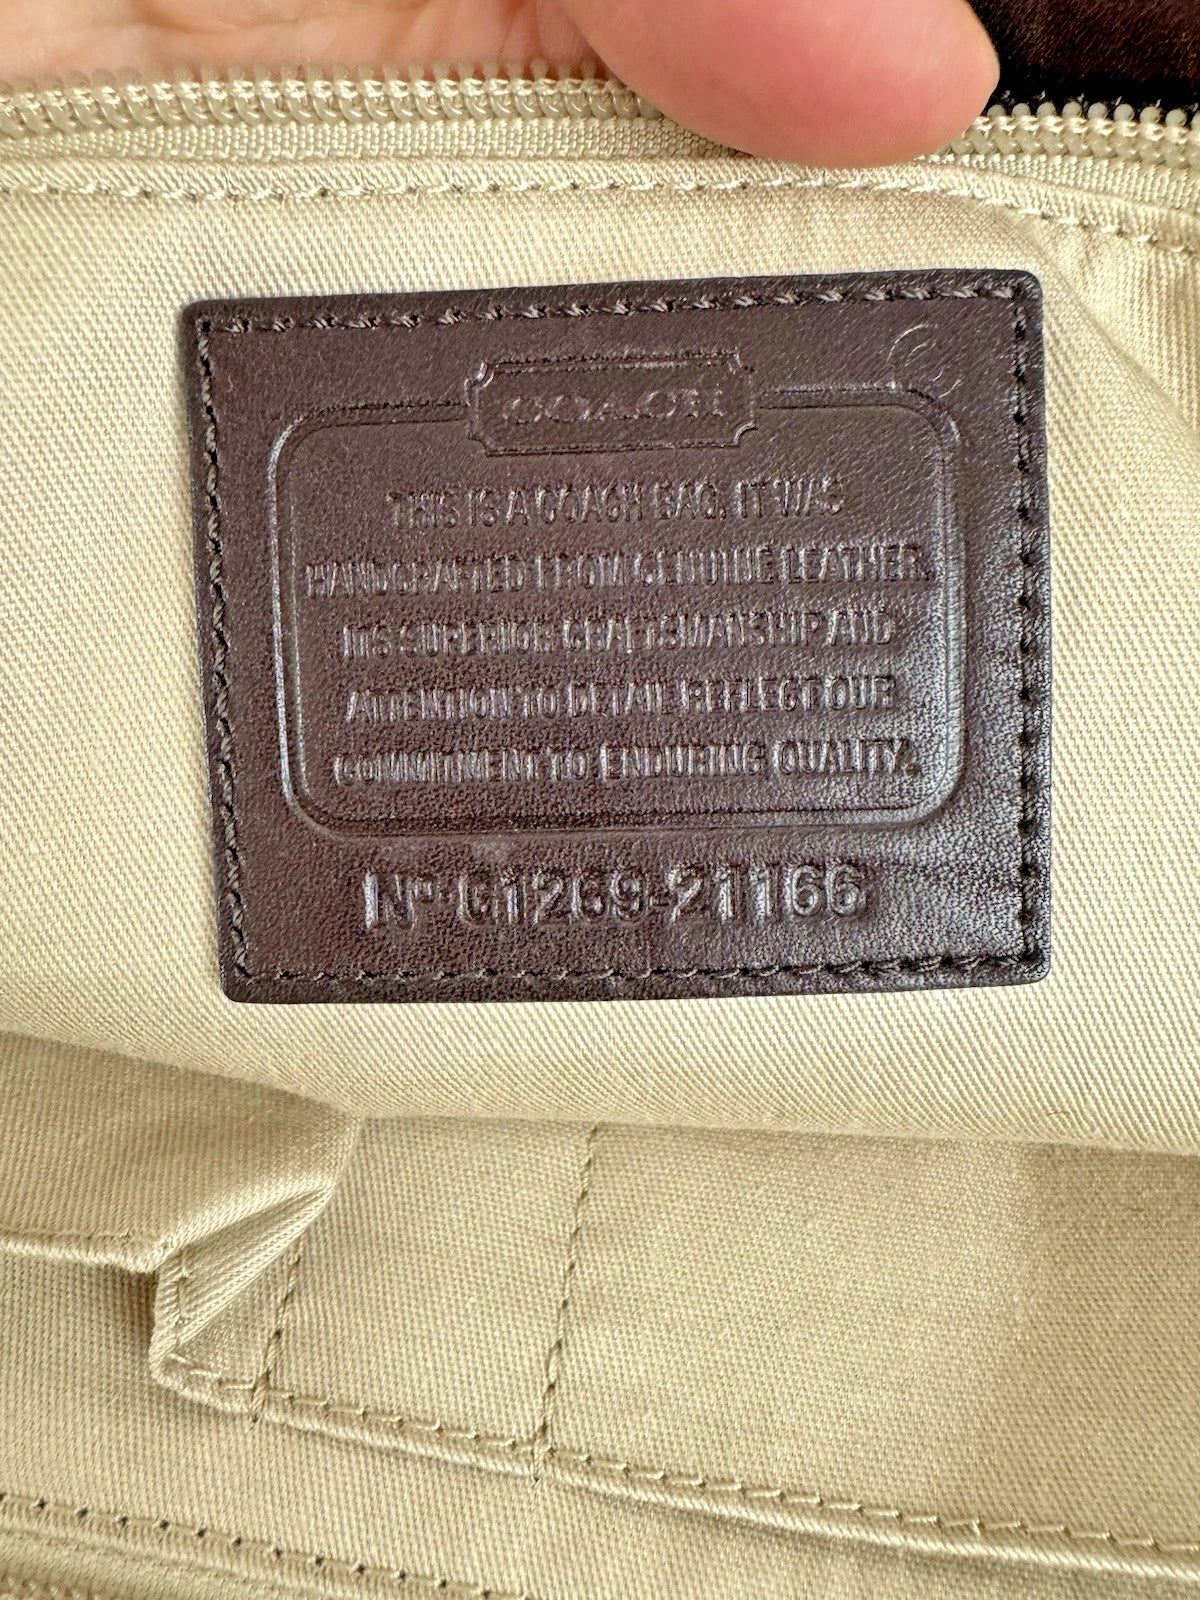 COACH
THIS IS A COACH BAG. IT WAS
HANDCRAFTED FROM GENUINE LEATHER.
ITS SUPERIOR CRAFTSMANSHIP AND
ATTENTION TO DETAIL REFLECT OUR
COMMITMENT TO ENDURING QUALITY.
Nº G1269-21166